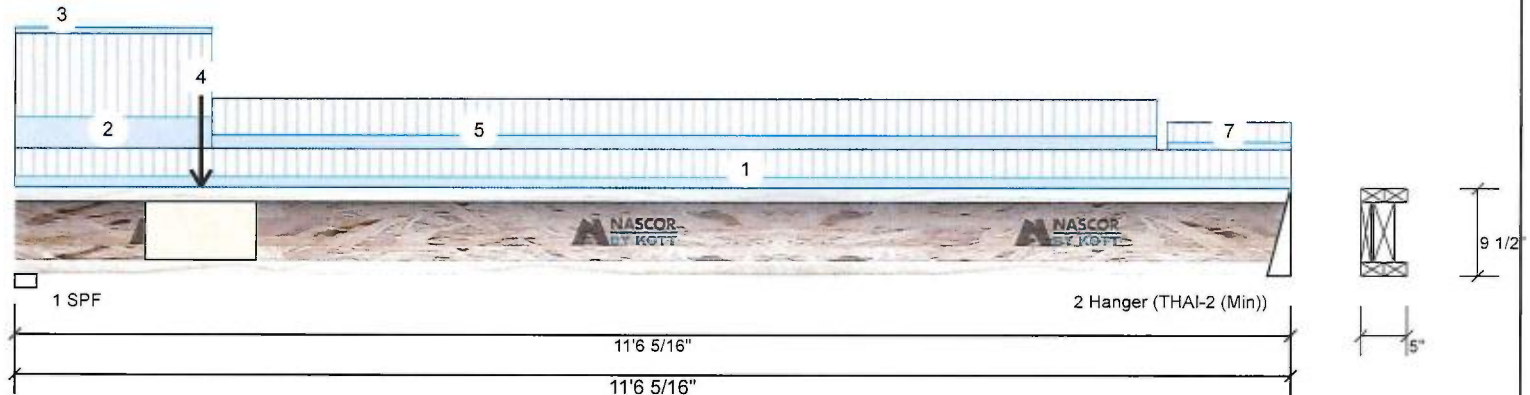 3
4
2
5
7
1
NASCOR
BY KOTT
NASCOR
BY KOTT
9 1/2"
1 SPF
2 Hanger (THAI-2 (Min))
11'6 5/16"
5"
11'6 5/16"